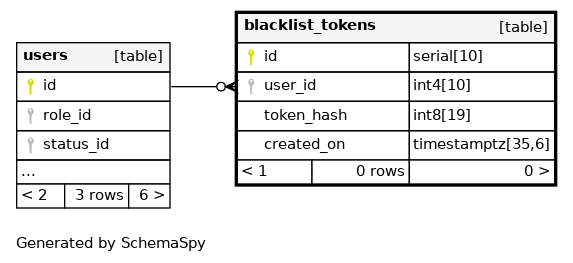 users [table]
id
role_id
status_id
...
< 2 3 rows 6 >
blacklist_tokens [table]
id serial[10]
user_id int4[10]
token_hash int8[19]
created_on timestamptz[35,6]
< 1 0 rows 0 >
Generated by SchemaSpy